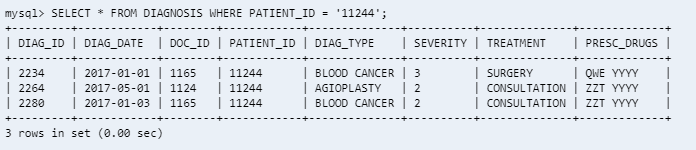 mysql> SELECT * FROM DIAGNOSIS WHERE PATIENT_ID = '11244';
+---------+------------+--------+------------+--------------+----------+--------------+-------------+
| DIAG_ID | DIAG_DATE  | DOC_ID | PATIENT_ID | DIAG_TYPE    | SEVERITY | TREATMENT    | PRESC_DRUGS |
+---------+------------+--------+------------+--------------+----------+--------------+-------------+
| 2234    | 2017-01-01 | 1165   | 11244      | BLOOD CANCER | 3        | SURGERY      | QWE YYYY    |
| 2264    | 2017-05-01 | 1124   | 11244      | AGIOPLASTY   | 2        | CONSULTATION | ZZT YYYY    |
| 2280    | 2017-01-03 | 1165   | 11244      | BLOOD CANCER | 2        | CONSULTATION | ZZT YYYY    |
+---------+------------+--------+------------+--------------+----------+--------------+-------------+
3 rows in set (0.00 sec)